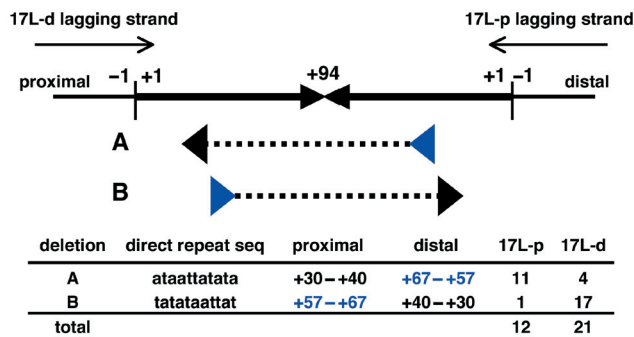 17L-d lagging strand 17L-p lagging strand
proximal −1 +1 +94 +1 −1 distal
A
B
deletion direct repeat seq proximal distal 17L-p 17L-d
A ataattatata +30−+40 +67−+57 11 4
B tatataattat +57−+67 +40−+30 1 17
total 12 21